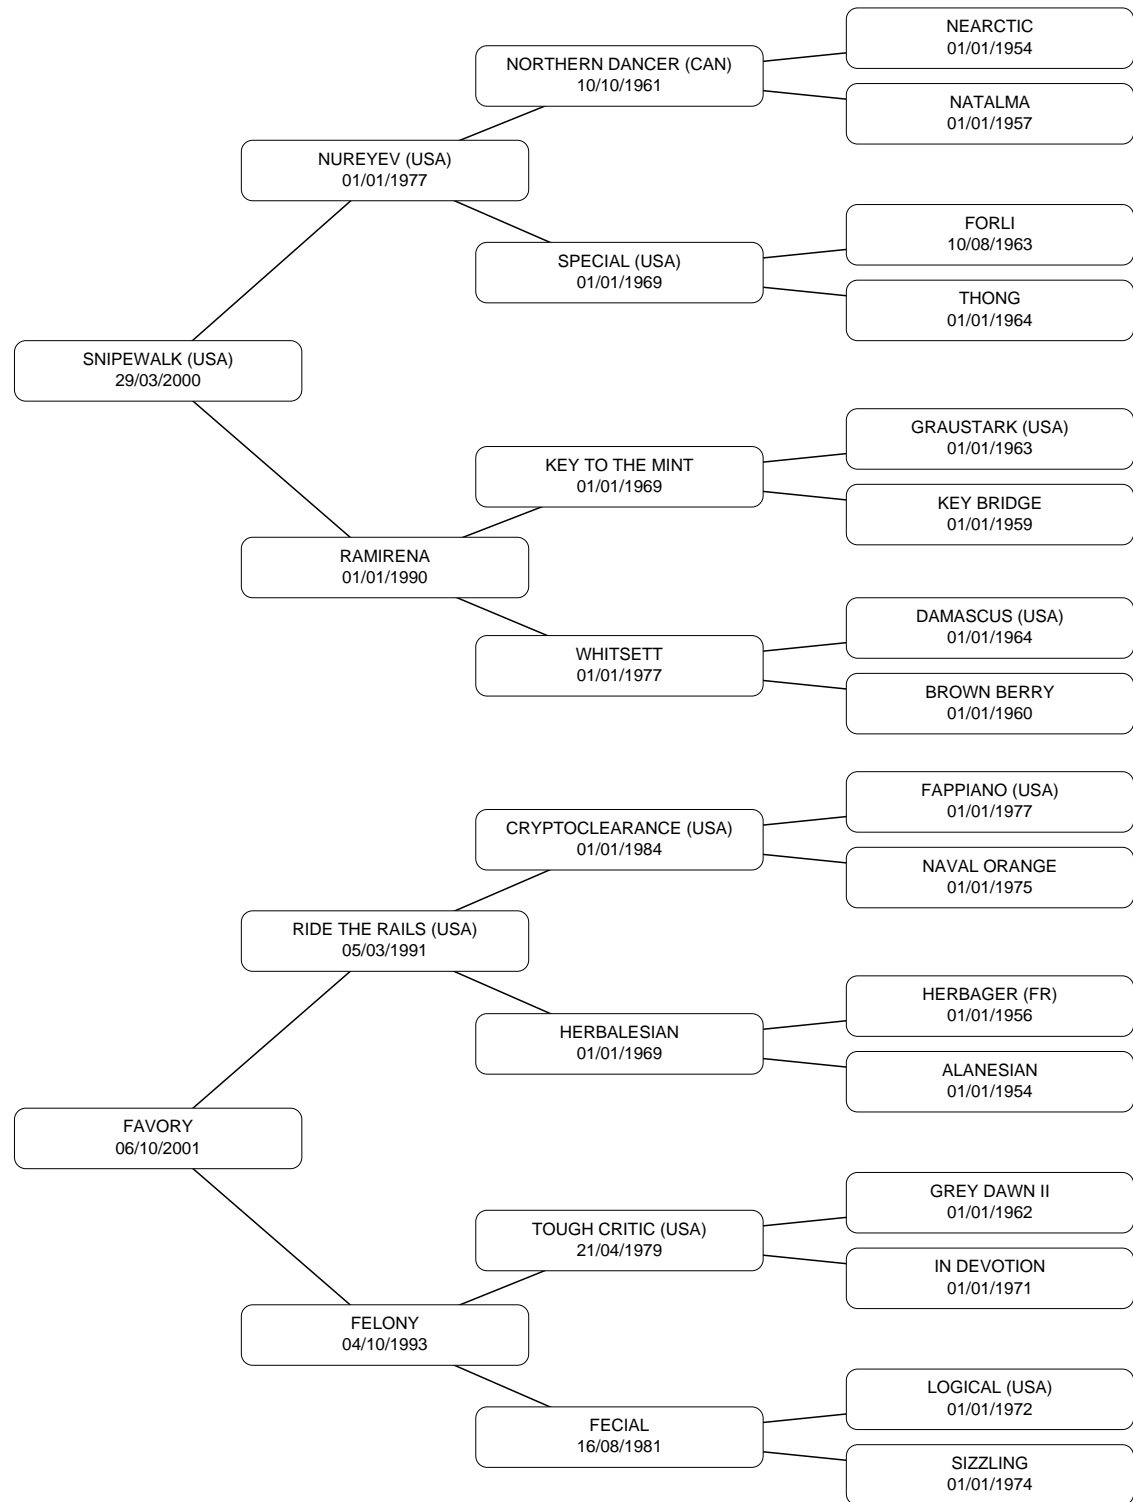 NEARCTIC
01/01/1954
NORTHERN DANCER (CAN)
10/10/1961
NATALMA
01/01/1957
NUREYEV (USA)
01/01/1977
FORLI
10/08/1963
SPECIAL (USA)
01/01/1969
THONG
01/01/1964
SNIPEWALK (USA)
29/03/2000
GRAUSTARK (USA)
01/01/1963
KEY TO THE MINT
01/01/1969
KEY BRIDGE
01/01/1959
RAMIRENA
01/01/1990
DAMASCUS (USA)
01/01/1964
WHITSETT
01/01/1977
BROWN BERRY
01/01/1960
FAPPIANO (USA)
01/01/1977
CRYPTOCLEARANCE (USA)
01/01/1984
NAVAL ORANGE
01/01/1975
RIDE THE RAILS (USA)
05/03/1991
HERBAGER (FR)
01/01/1956
HERBALESIAN
01/01/1969
ALANESIAN
01/01/1954
FAVORY
06/10/2001
GREY DAWN II
01/01/1962
TOUGH CRITIC (USA)
21/04/1979
IN DEVOTION
01/01/1971
FELONY
04/10/1993
LOGICAL (USA)
01/01/1972
FECIAL
16/08/1981
SIZZLING
01/01/1974